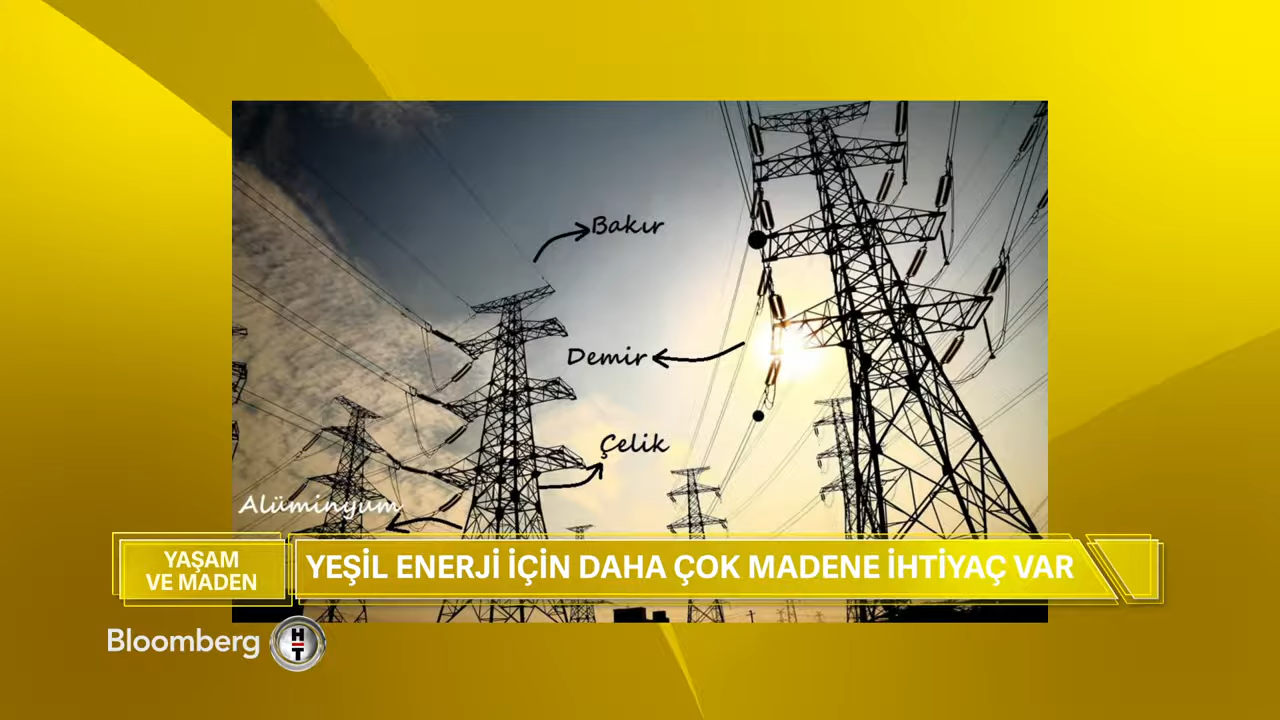 Bakır
Demir
Çelik
Alüminyum
YAŞAM
VE MADEN
YEŞİL ENERJİ İÇİN DAHA ÇOK MADENE İHTİYAÇ VAR
Bloomberg HT